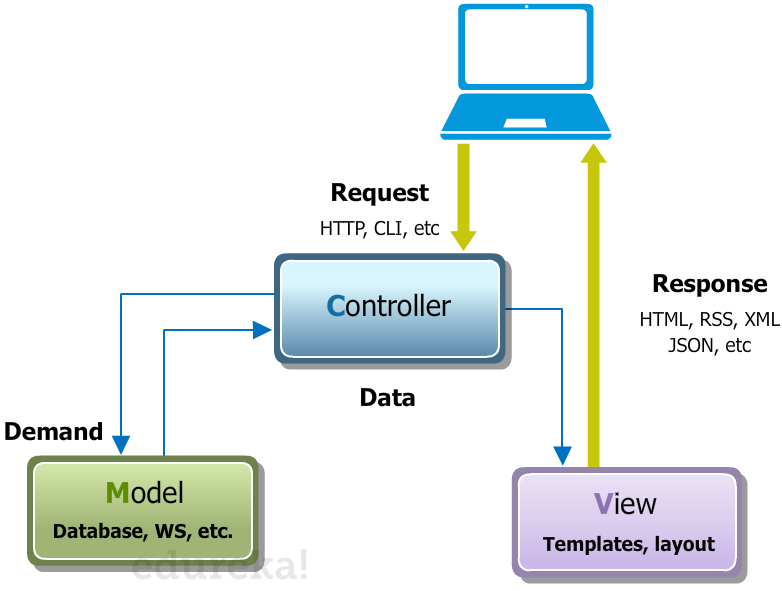 Request
HTTP, CLI, etc
Controller
Response
HTML, RSS, XML
JSON, etc
Data
Demand
Model
Database, WS, etc.
View
Templates, layout
edureka!